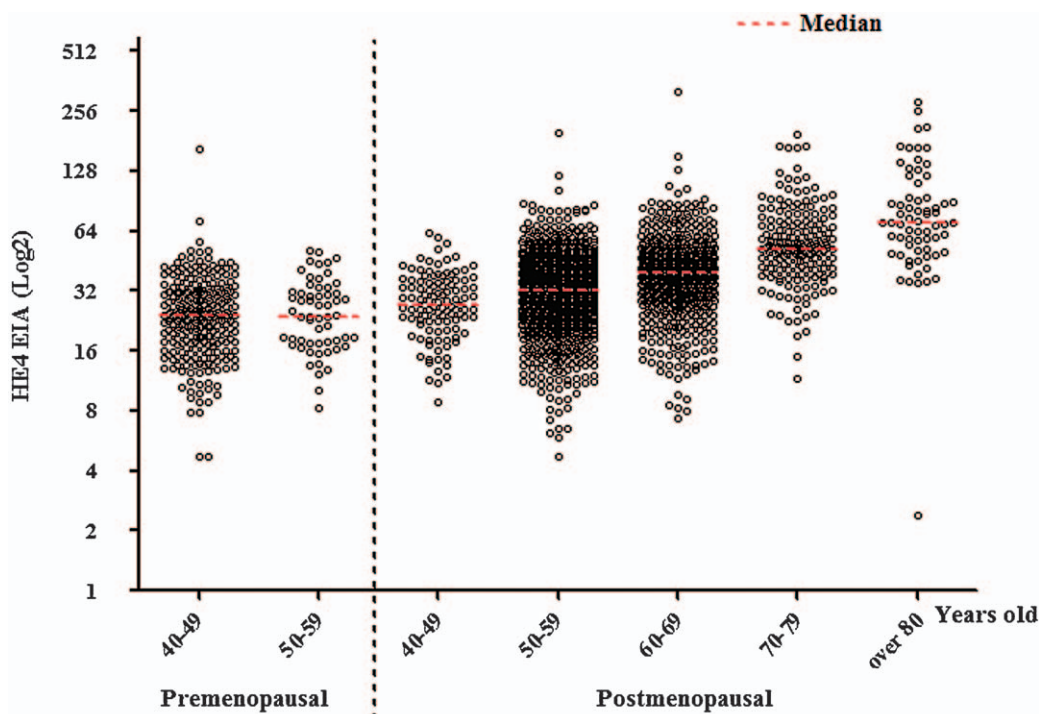 Median
HE4 EIA (Log2)
512
256
128
64
32
16
8
4
2
1
40-49
50-59
40-49
50-59
60-69
70-79
over 80
Years old
Premenopausal
Postmenopausal